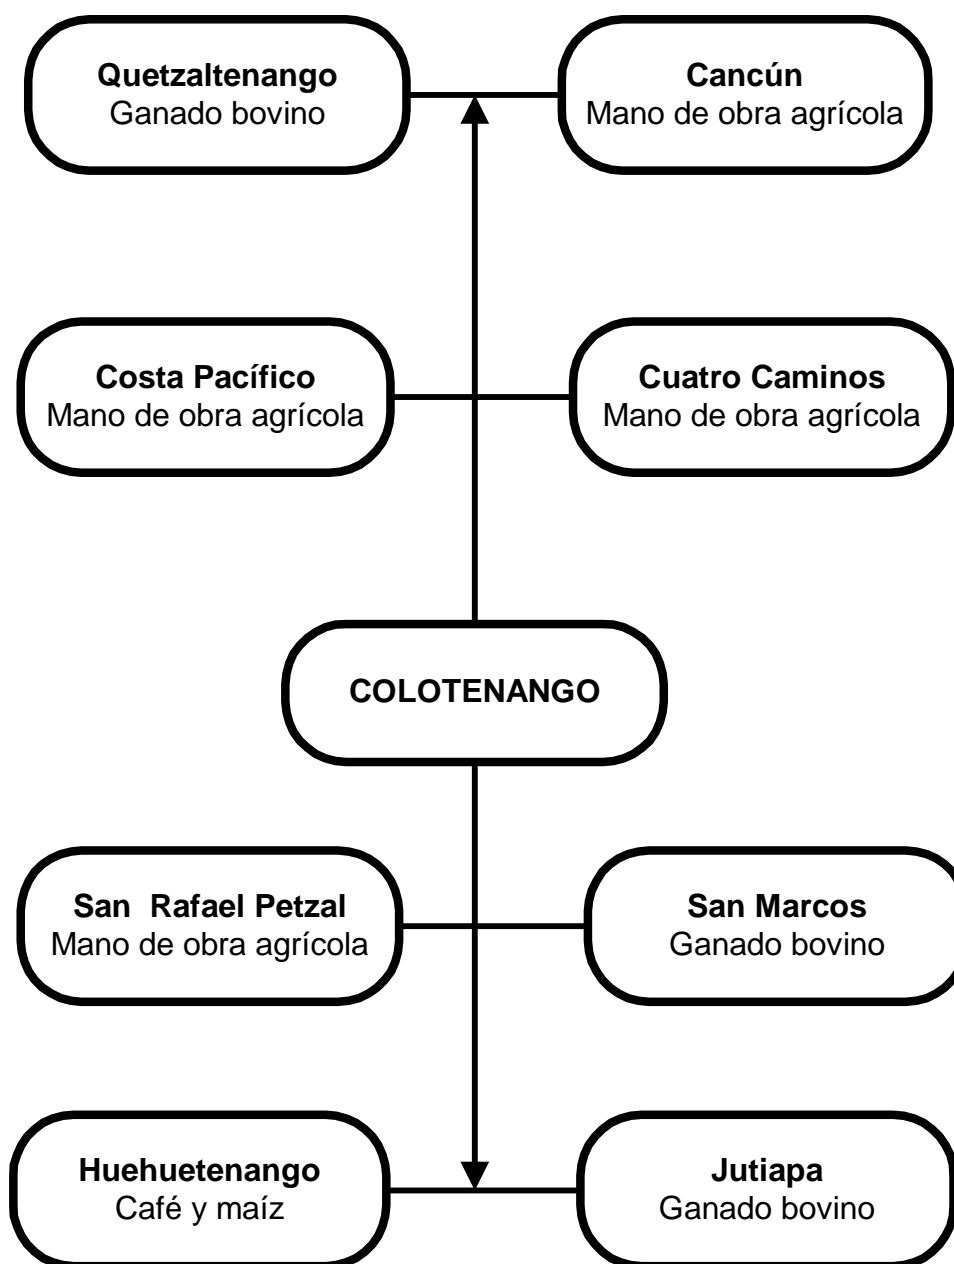 Quetzaltenango
Ganado bovino
Cancún
Mano de obra agrícola
Costa Pacífico
Mano de obra agrícola
Cuatro Caminos
Mano de obra agrícola
COLOTENANGO
San Rafael Petzal
Mano de obra agrícola
San Marcos
Ganado bovino
Huehuetenango
Café y maíz
Jutiapa
Ganado bovino